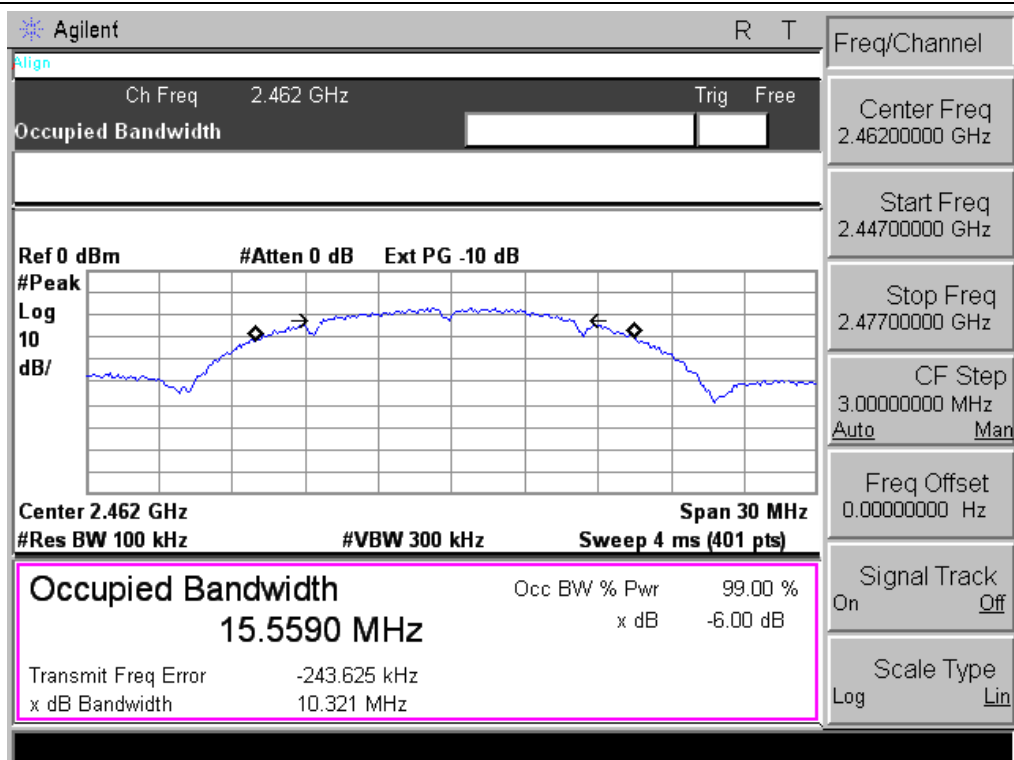 Agilent
R T
Align
Ch Freq 2.462 GHz Trig Free
Occupied Bandwidth
Ref 0 dBm #Atten 0 dB Ext PG -10 dB
#Peak
Log
10
dB/
Center 2.462 GHz Span 30 MHz
#Res BW 100 kHz #VBW 300 kHz Sweep 4 ms (401 pts)
Occupied Bandwidth
15.5590 MHz
Occ BW % Pwr 99.00 %
x dB -6.00 dB
Transmit Freq Error -243.625 kHz
x dB Bandwidth 10.321 MHz
Freq/Channel
Center Freq
2.46200000 GHz
Start Freq
2.44700000 GHz
Stop Freq
2.47700000 GHz
CF Step
3.00000000 MHz
Auto Man
Freq Offset
0.00000000 Hz
Signal Track
On Off
Scale Type
Log Lin